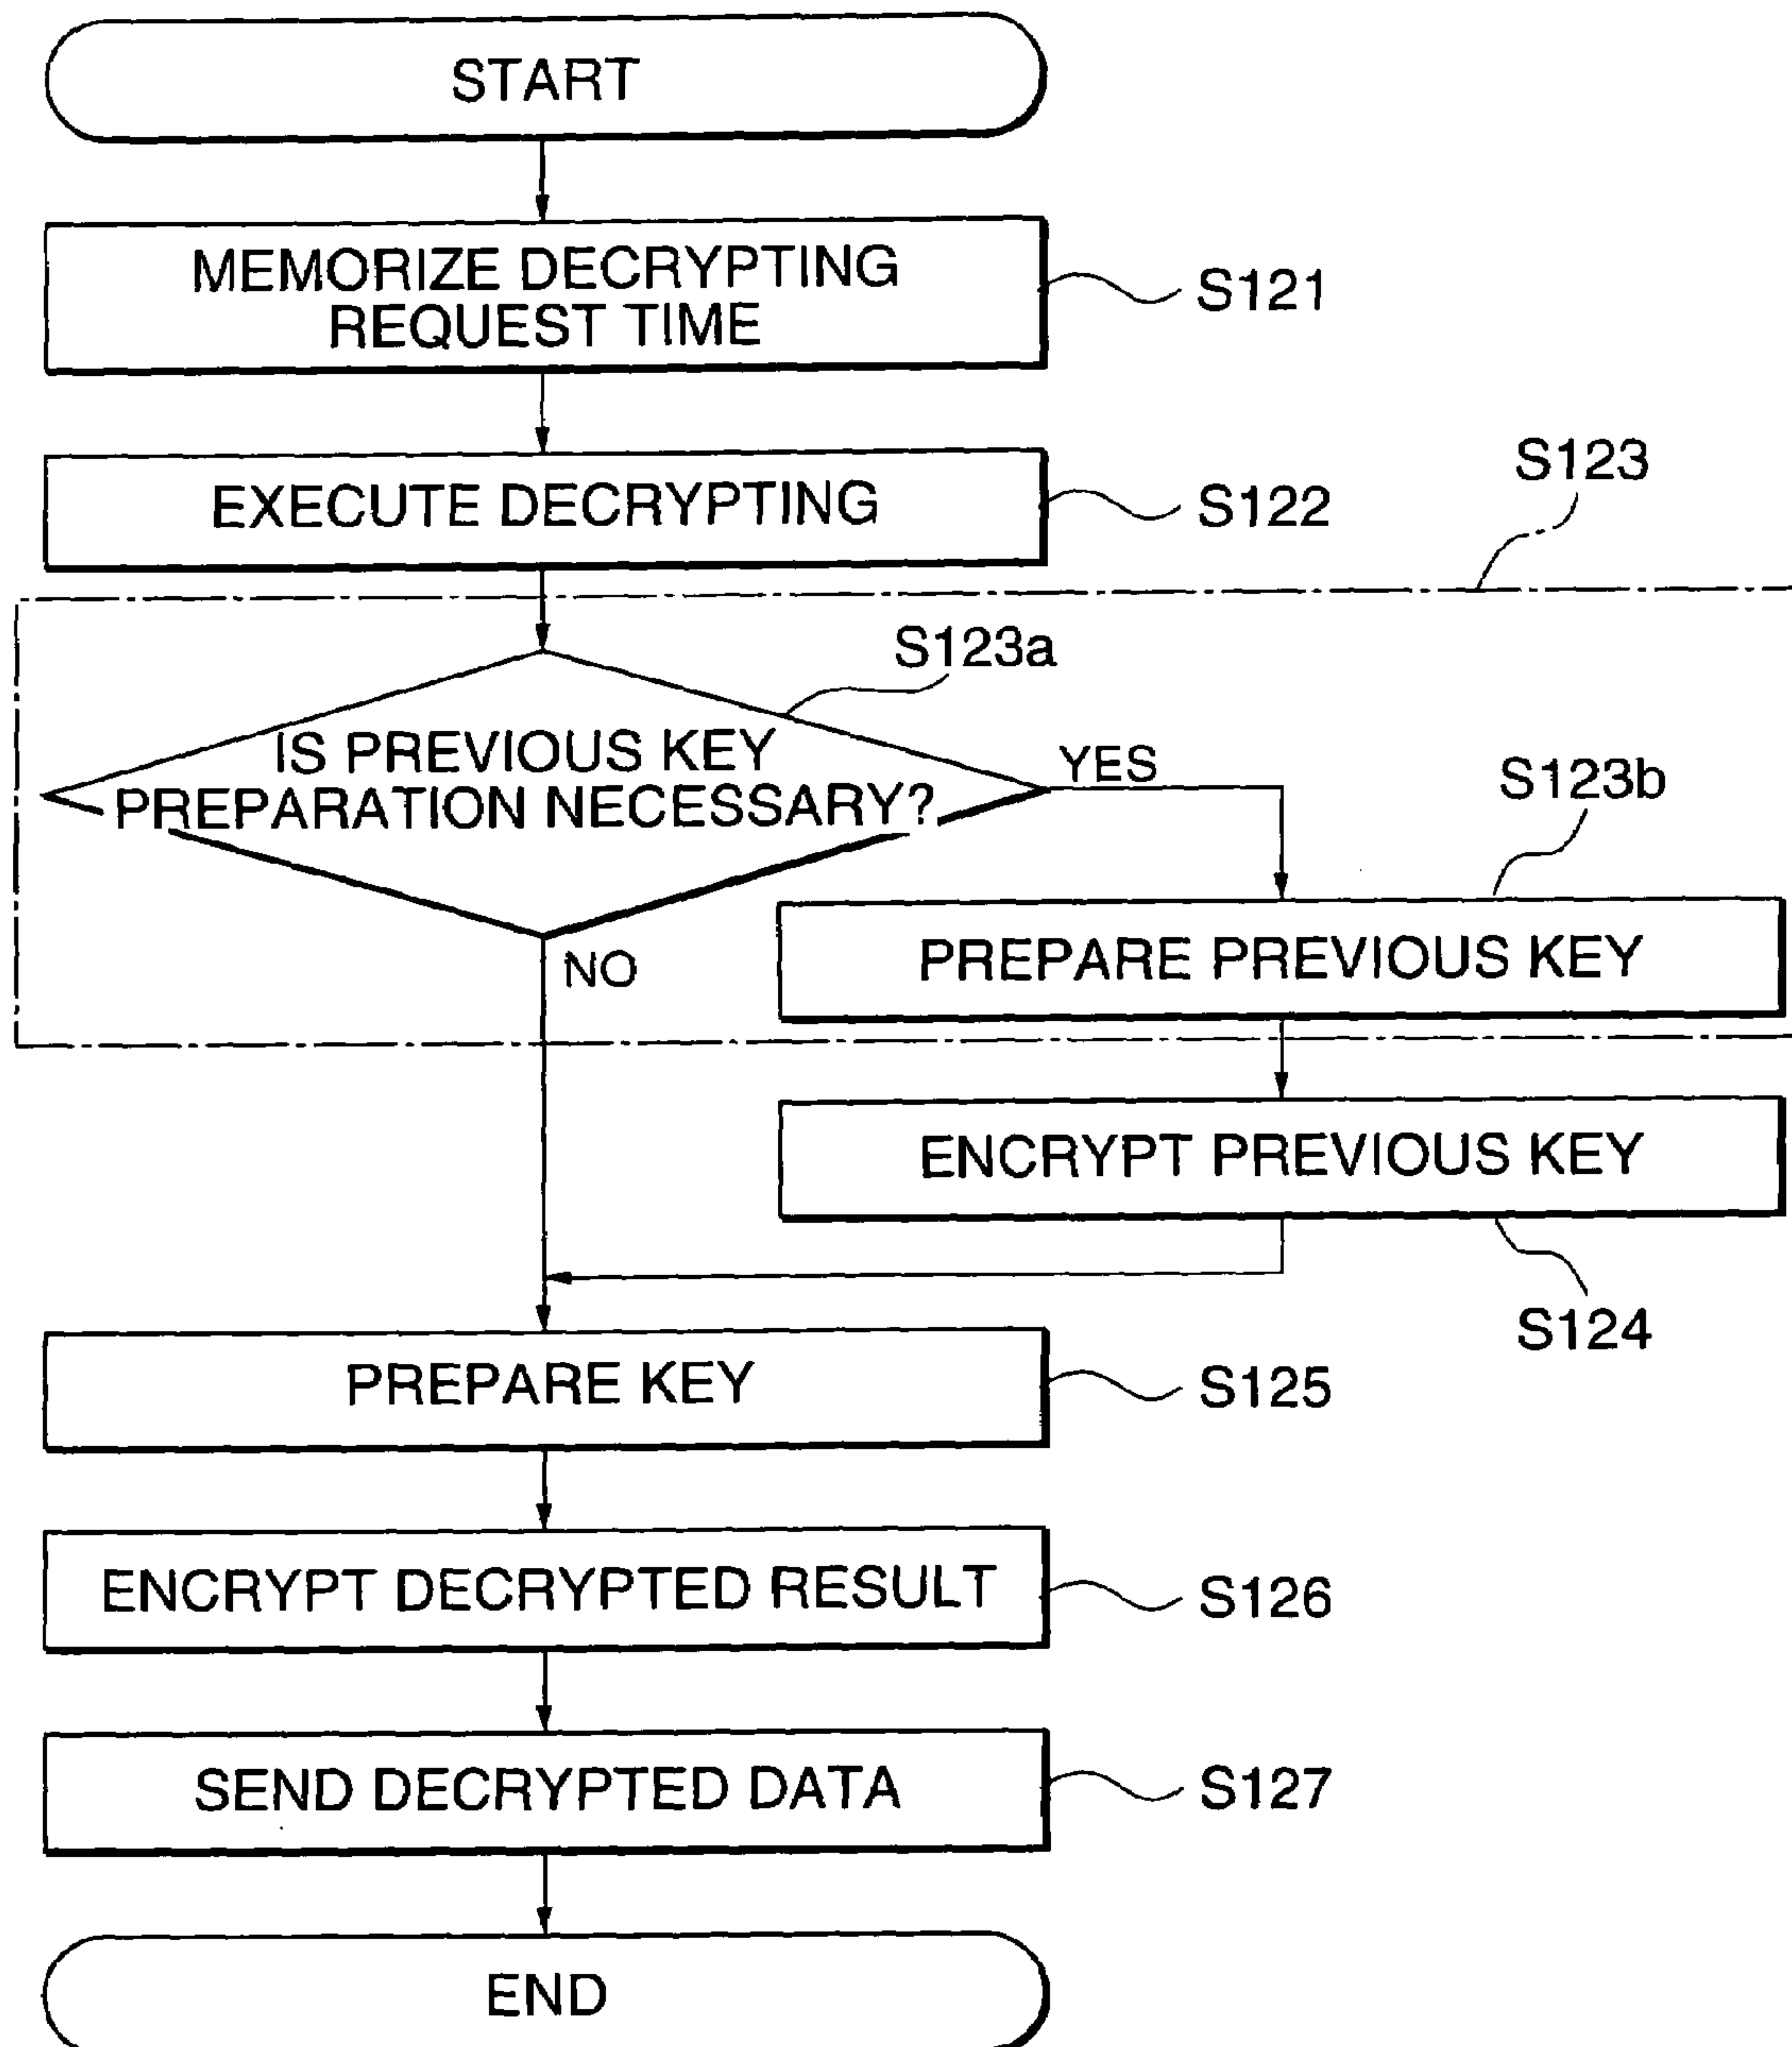 START
MEMORIZE DECRYPTING
REQUEST TIME
S121
EXECUTE DECRYPTING
S122
S123
S123a
IS PREVIOUS KEY
PREPARATION NECESSARY?
YES
S123b
NO
PREPARE PREVIOUS KEY
ENCRYPT PREVIOUS KEY
S124
PREPARE KEY
S125
ENCRYPT DECRYPTED RESULT
S126
SEND DECRYPTED DATA
S127
END